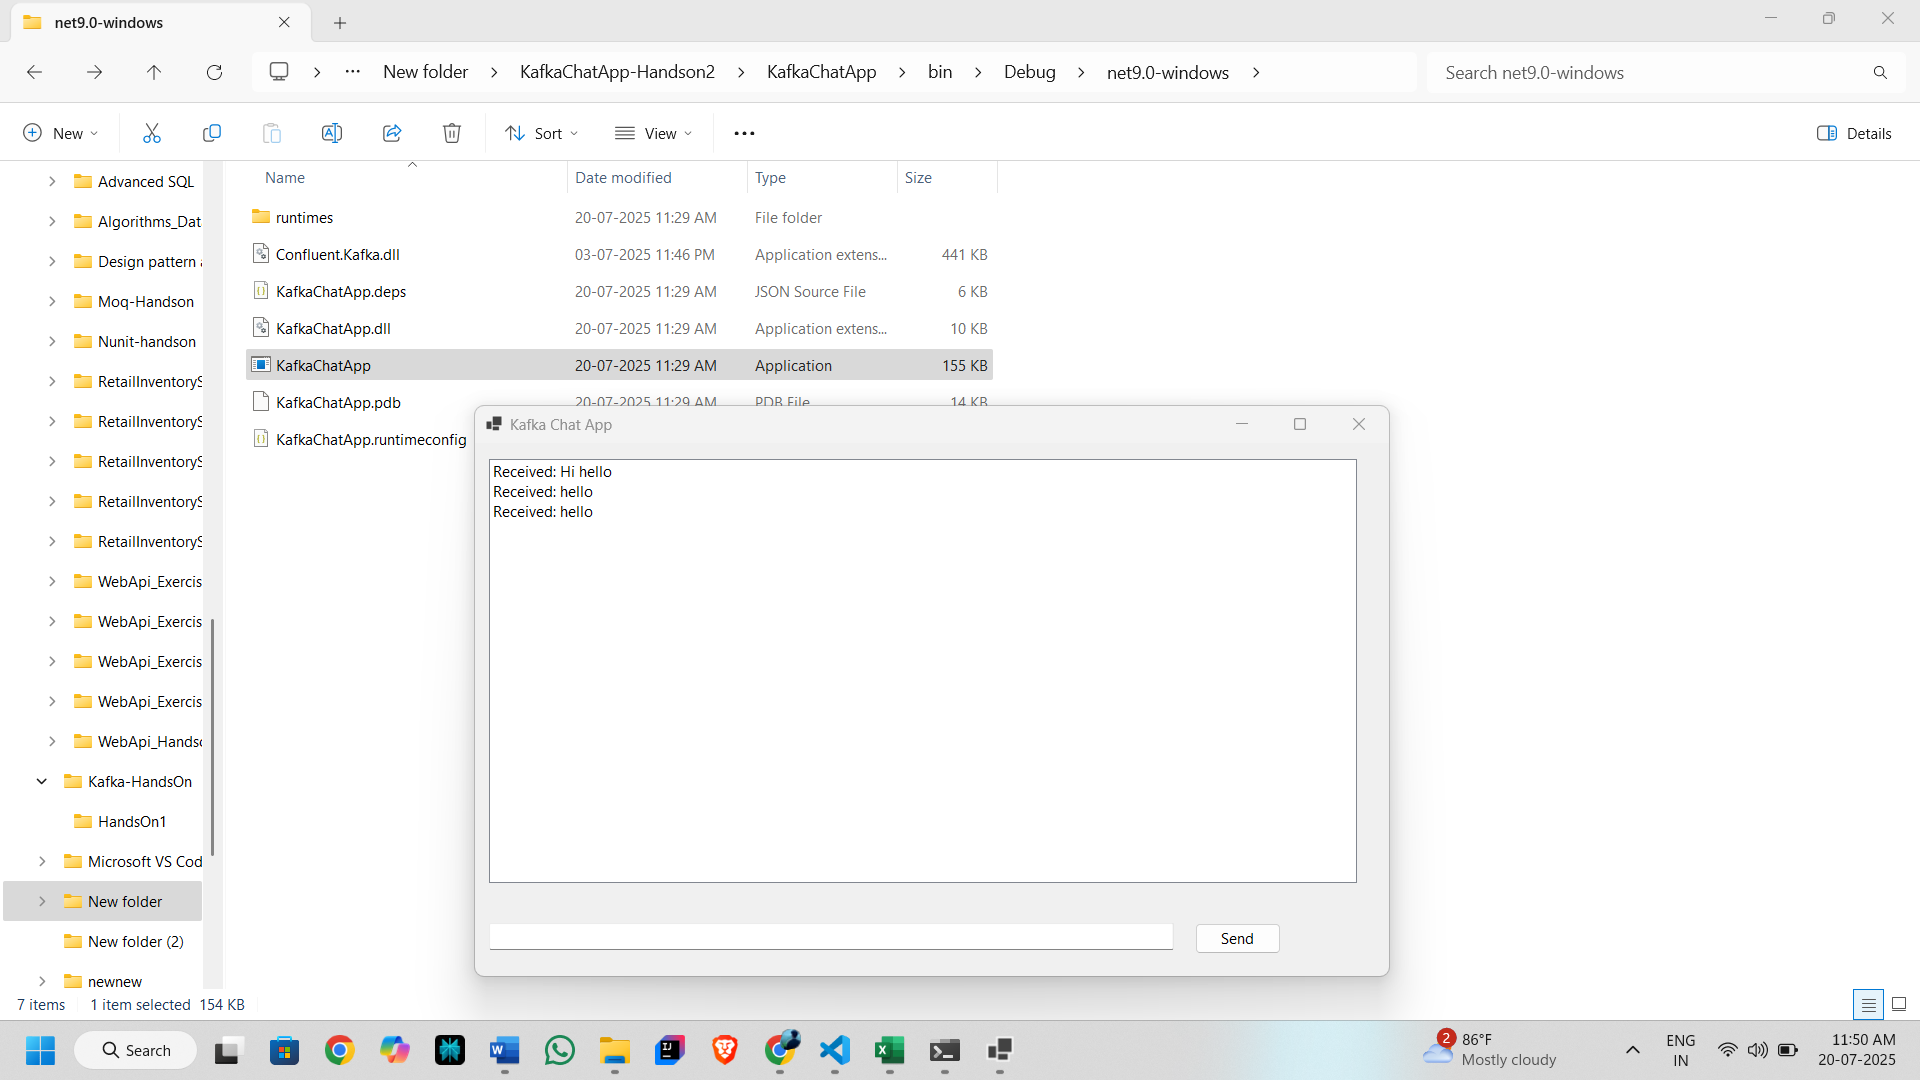 net9.0-windows
New folder
KafkaChatApp-Handson2
KafkaChatApp
bin
Debug
net9.0-windows
Search net9.0-windows
New
Sort
View
Details
Name
Date modified
Type
Size
runtimes
20-07-2025 11:29 AM
File folder
Confluent.Kafka.dll
03-07-2025 11:46 PM
Application extens...
441 KB
KafkaChatApp.deps
20-07-2025 11:29 AM
JSON Source File
6 KB
KafkaChatApp.dll
20-07-2025 11:29 AM
Application extens...
10 KB
KafkaChatApp
20-07-2025 11:29 AM
Application
155 KB
KafkaChatApp.pdb
20-07-2025 11:29 AM
PDB File
14 KB
KafkaChatApp.runtimeconfig
Advanced SQL
Algorithms_Dat
Design pattern a
Moq-Handson
Nunit-handson
RetailInventoryS
RetailInventoryS
RetailInventoryS
RetailInventoryS
RetailInventoryS
WebApi_Exercis
WebApi_Exercis
WebApi_Exercis
WebApi_Exercis
WebApi_Handso
Kafka-HandsOn
HandsOn1
Microsoft VS Cod
New folder
New folder (2)
newnew
Kafka Chat App
Received: Hi hello
Received: hello
Received: hello
Send
7 items
1 item selected 154 KB
Search
2
86°F
Mostly cloudy
ENG
IN
11:50 AM
20-07-2025